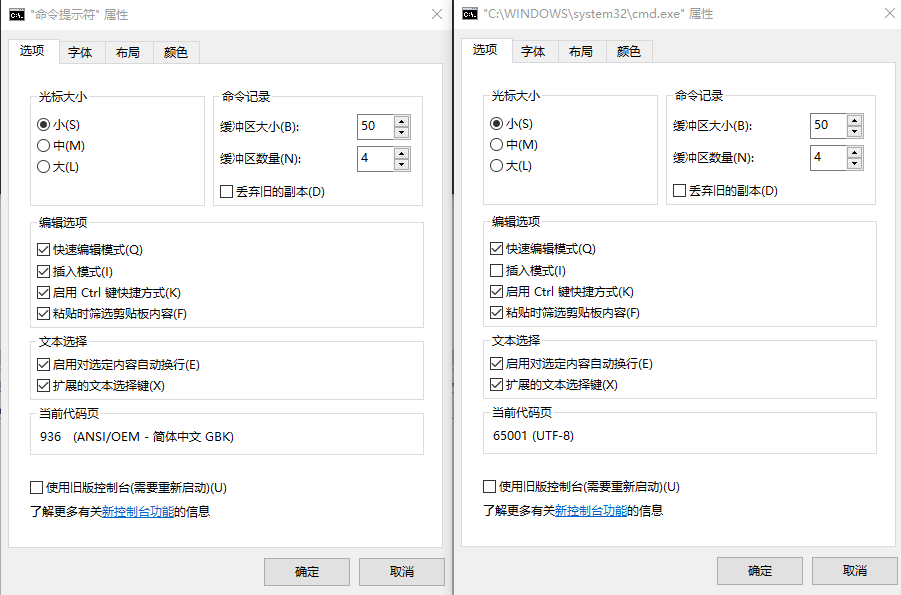 "命令提示符" 属性
选项 字体 布局 颜色
光标大小
小(S)
中(M)
大(L)
命令记录
缓冲区大小(B): 50
缓冲区数量(N): 4
丢弃旧的副本(D)
编辑选项
快速编辑模式(Q)
插入模式(I)
启用 Ctrl 键快捷方式(K)
粘贴时筛选剪贴板内容(F)
文本选择
启用对选定内容自动换行(E)
扩展的文本选择键(X)
当前代码页
936 (ANSI/OEM - 简体中文 GBK)
使用旧版控制台(需要重新启动)(U)
了解更多有关新控制台功能的信息
确定 取消
"C:\WINDOWS\system32\cmd.exe" 属性
选项 字体 布局 颜色
光标大小
小(S)
中(M)
大(L)
命令记录
缓冲区大小(B): 50
缓冲区数量(N): 4
丢弃旧的副本(D)
编辑选项
快速编辑模式(Q)
插入模式(I)
启用 Ctrl 键快捷方式(K)
粘贴时筛选剪贴板内容(F)
文本选择
启用对选定内容自动换行(E)
扩展的文本选择键(X)
当前代码页
65001 (UTF-8)
使用旧版控制台(需要重新启动)(U)
了解更多有关新控制台功能的信息
确定 取消